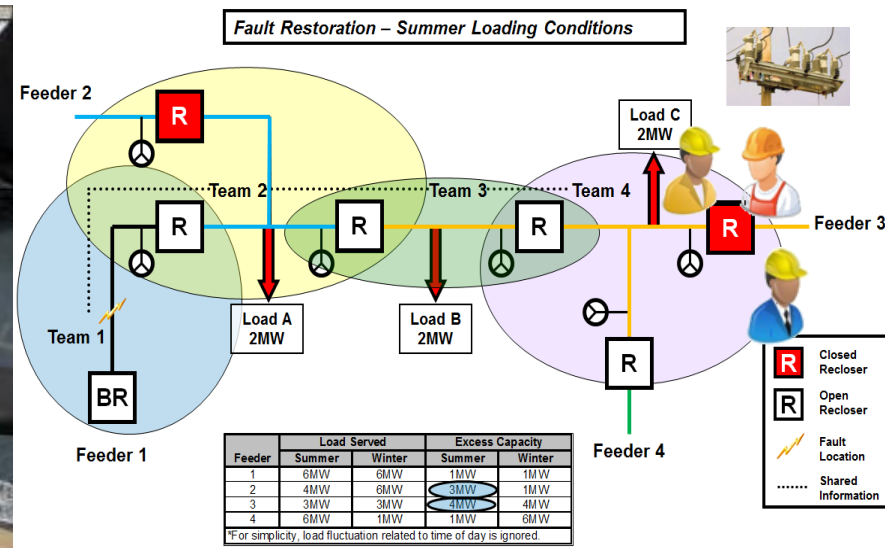 Fault Restoration – Summer Loading Conditions
Feeder 2
R
Load C
2MW
Team 2
Team 3
Team 4
R
R
R
R
Feeder 3
Team 1
Load A
2MW
Load B
2MW
R
BR
Feeder 1
Feeder 4
R Closed Recloser
R Open Recloser
Fault Location
Shared Information
Load Served Excess Capacity
Feeder Summer Winter Summer Winter
1 6MW 6MW 1MW 1MW
2 4MW 6MW 3MW 1MW
3 3MW 3MW 4MW 4MW
4 6MW 1MW 1MW 6MW
*For simplicity, load fluctuation related to time of day is ignored.